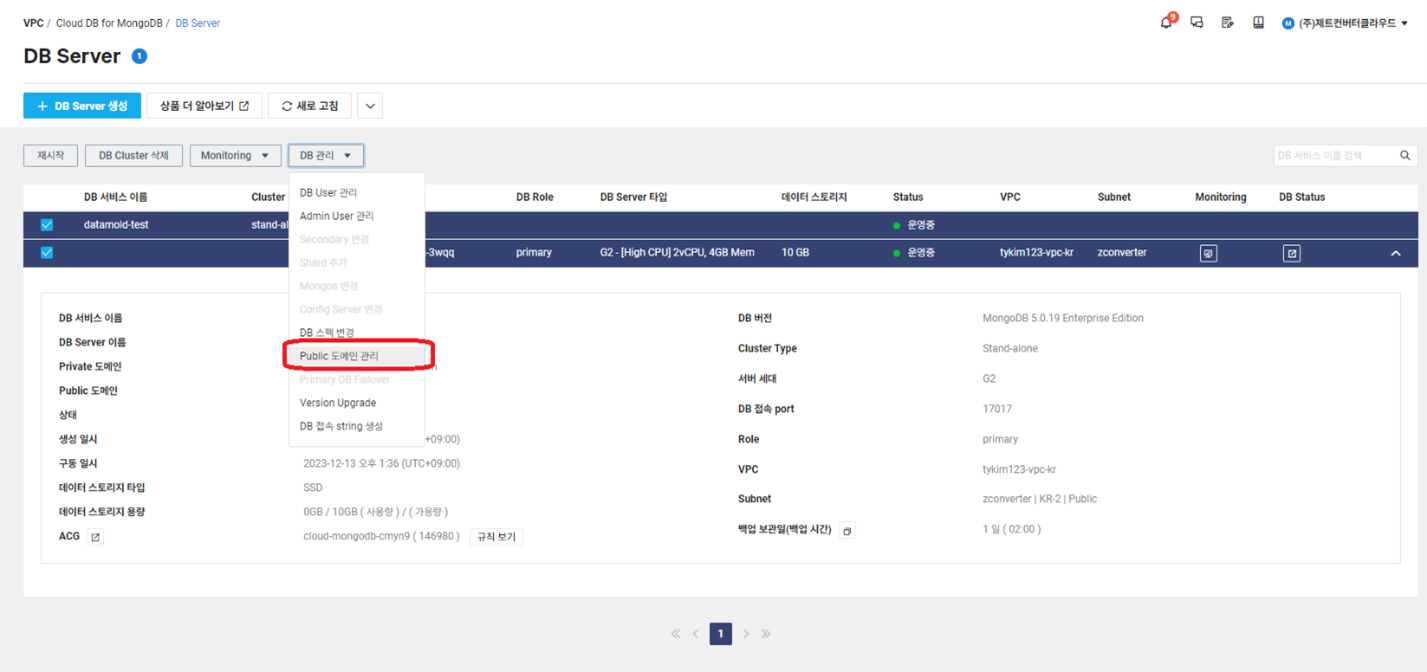 VPC / Cloud DB for MongoDB / DB Server
9
M (주)제트컨버터클라우드
DB Server 1
+ DB Server 생성 상품 더 알아보기 새로 고침
재시작 DB Cluster 삭제 Monitoring DB 관리 DB 서비스 이름 검색
DB 서비스 이름 Cluster DB Role DB Server 타입 데이터 스토리지 Status VPC Subnet Monitoring DB Status
datamoid-test stand-al 운영중
-3wqq primary G2 - [High CPU] 2vCPU, 4GB Mem 10 GB 운영중 tykim123-vpc-kr zconverter
DB User 관리
Admin User 관리
Secondary 변경
Shard 추가
Mongos 변경
Config Server 변경
DB 스펙 변경
Public 도메인 관리
Primary DB Failover
Version Upgrade
DB 접속 string 생성
DB 서비스 이름
DB Server 이름
Private 도메인
Public 도메인
상태
생성 일시 +09:00)
구동 일시 2023-12-13 오후 1:36 (UTC+09:00)
데이터 스토리지 타입 SSD
데이터 스토리지 용량 0GB / 10GB ( 사용량 ) / ( 가용량 )
ACG cloud-mongodb-cmyn9 ( 146980 ) 규칙 보기
DB 버전 MongoDB 5.0.19 Enterprise Edition
Cluster Type Stand-alone
서버 세대 G2
DB 접속 port 17017
Role primary
VPC tykim123-vpc-kr
Subnet zconverter | KR-2 | Public
백업 보관일(백업 시간) 1 일 ( 02:00 )
1